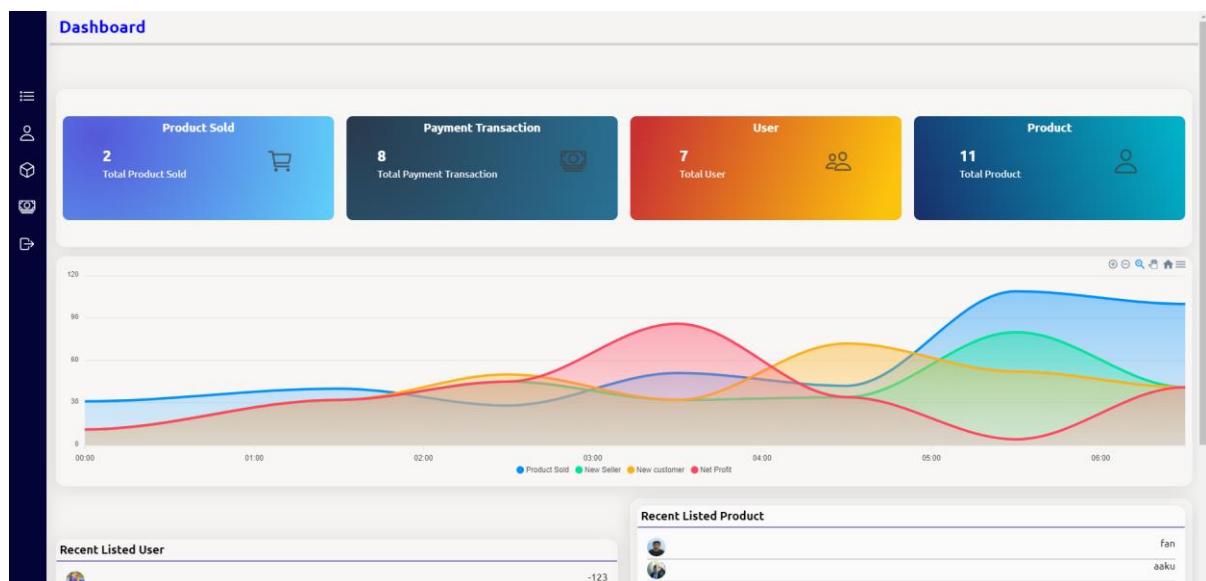 Dashboard
Product Sold
2
Total Product Sold
Payment Transaction
8
Total Payment Transaction
User
7
Total User
Product
11
Total Product
120
90
60
30
0
00:00 01:00 02:00 03:00 04:00 05:00 06:00
Product Sold New Seller New customer Net Profit
Recent Listed Product
fan
aaku
Recent Listed User
-123